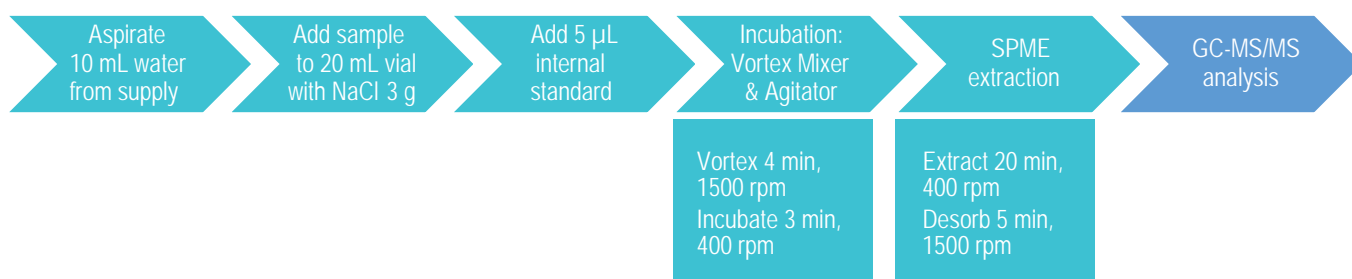 Aspirate
10 mL water
from supply
Add sample
to 20 mL vial
with NaCl 3 g
Add 5 µL
internal
standard
Incubation:
Vortex Mixer
& Agitator
SPME
extraction
GC-MS/MS
analysis
Vortex 4 min,
1500 rpm
Incubate 3 min,
400 rpm
Extract 20 min,
400 rpm
Desorb 5 min,
1500 rpm